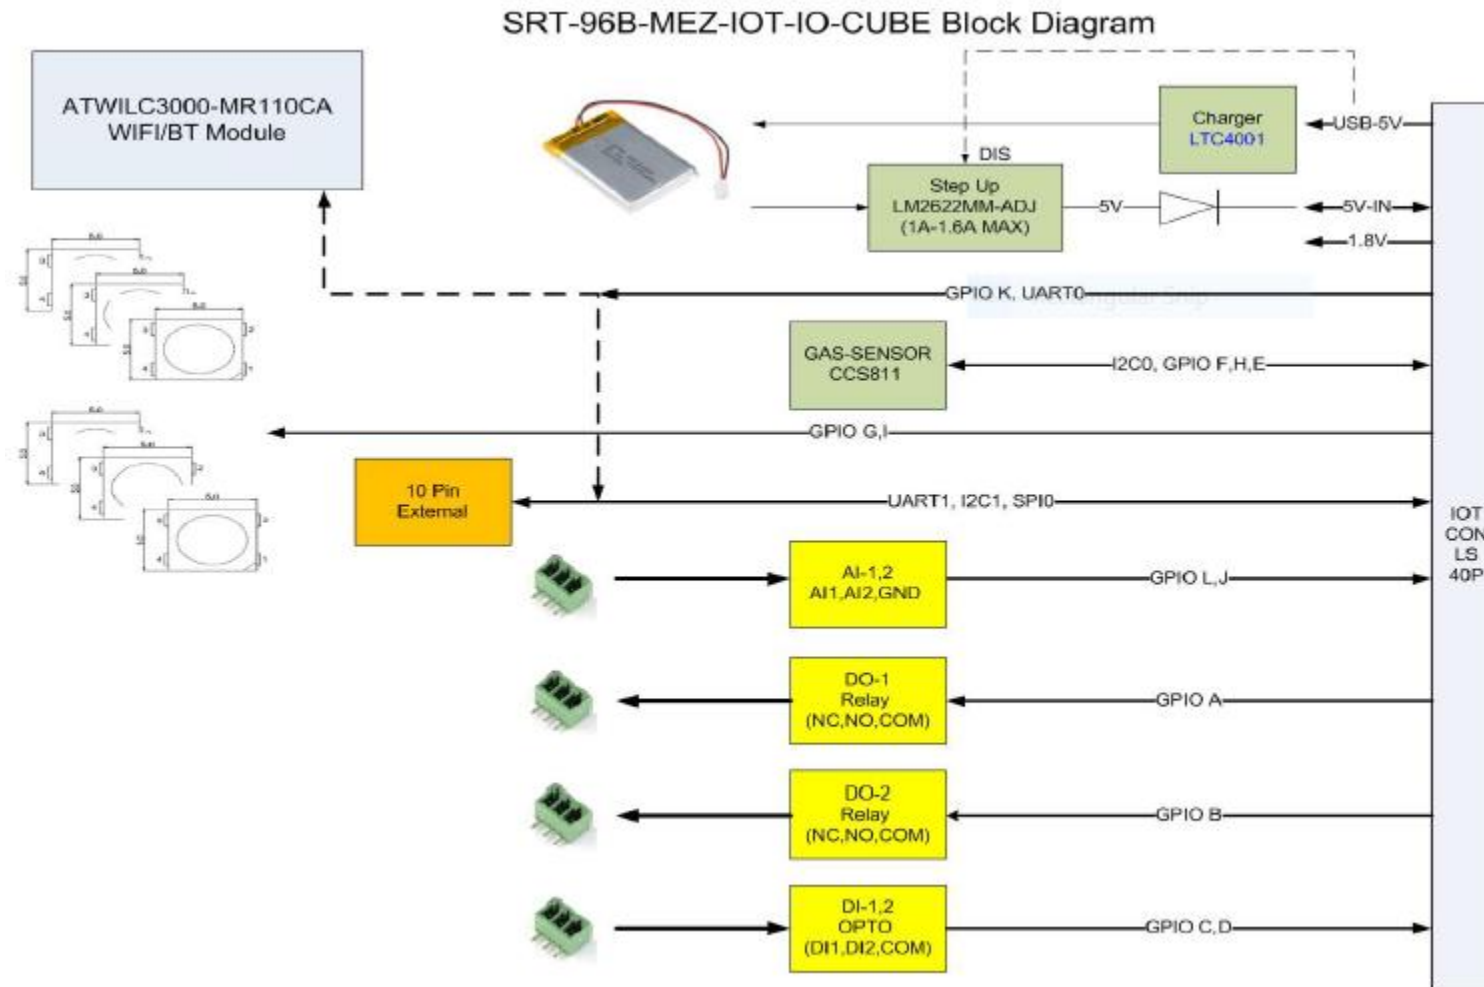 SRT-96B-MEZ-IOT-IO-CUBE Block Diagram
ATWILC3000-MR110CA
WIFI/BT Module
Charger
LTC4001
USB-5V
DIS
Step Up
LM2622MM-ADJ
(1A-1.6A MAX)
5V
5V-IN
1.8V
GPIO K, UART0
GAS-SENSOR
CCS811
I2C0, GPIO F,H,E
GPIO G,I
10 Pin
External
UART1, I2C1, SPI0
IOT
CON
LS
40P
AI-1,2
AI1,AI2,GND
GPIO L,J
DO-1
Relay
(NC,NO,COM)
GPIO A
DO-2
Relay
(NC,NO,COM)
GPIO B
DI-1,2
OPTO
(DI1,DI2,COM)
GPIO C,D